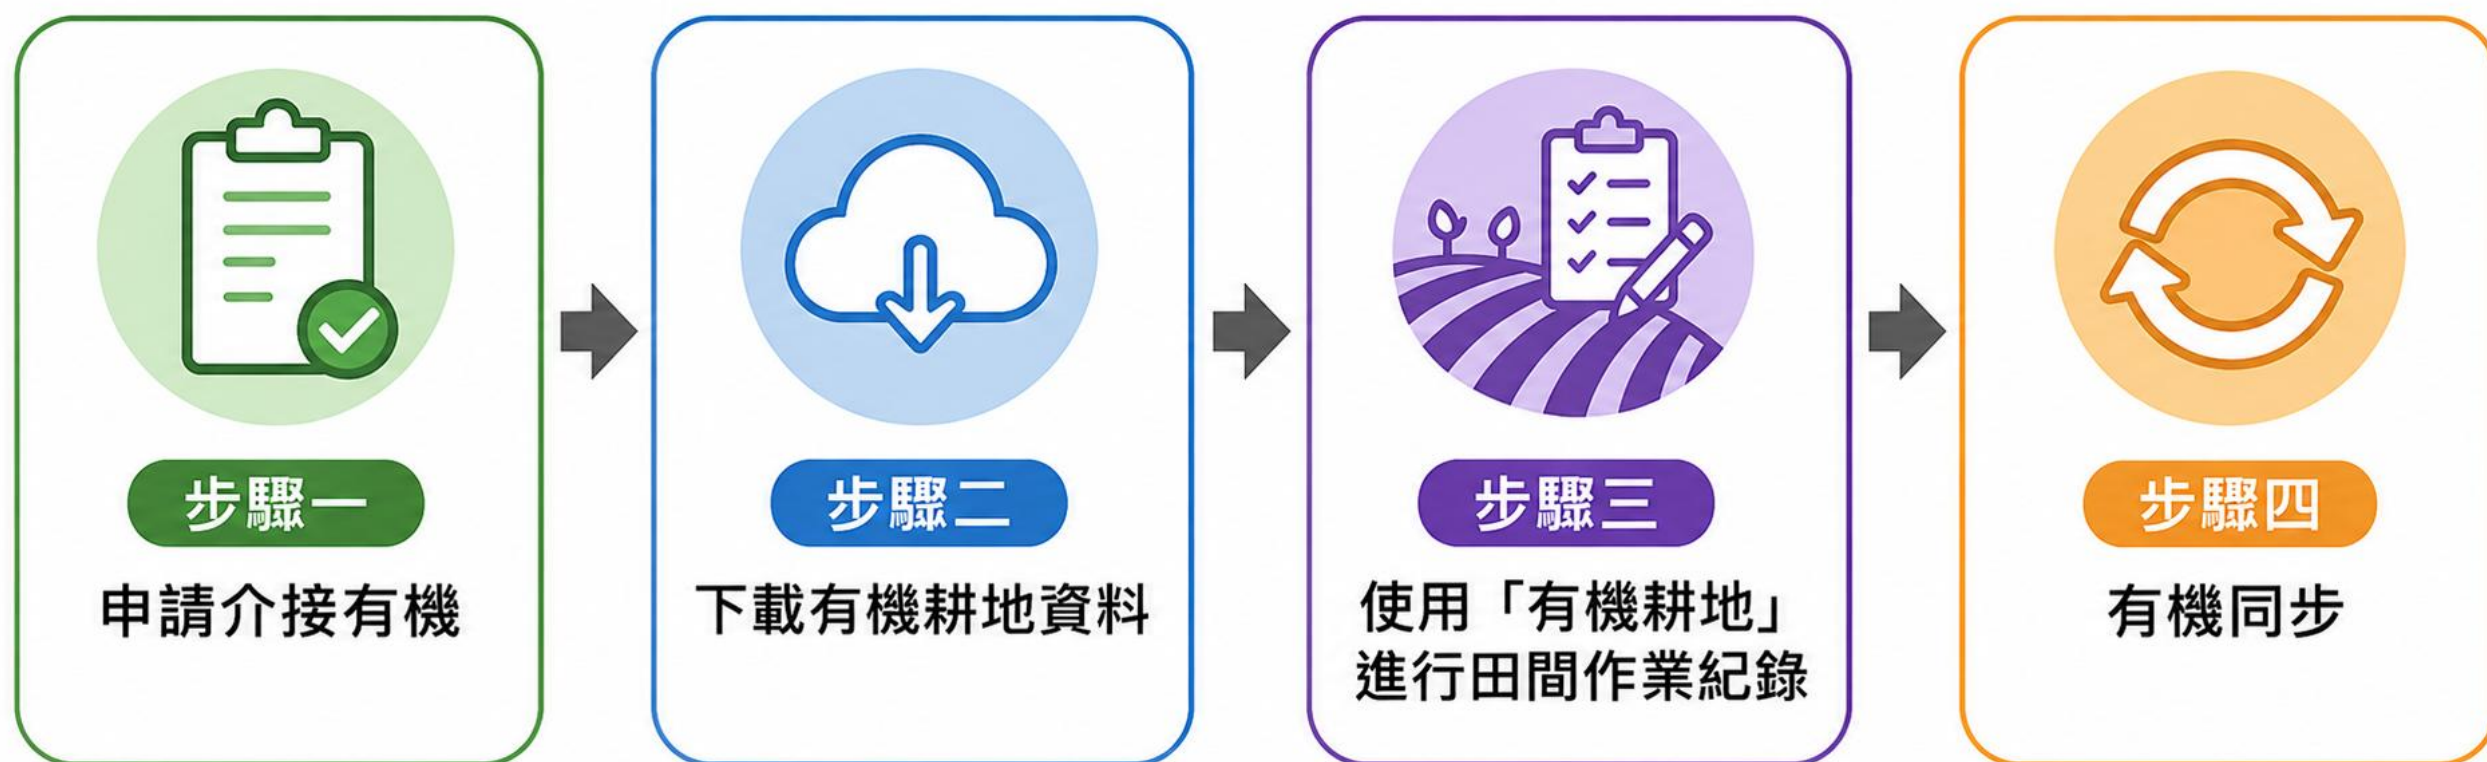 步驟一
申請介接有機
步驟二
下載有機耕地資料
步驟三
使用「有機耕地」
進行田間作業紀錄
步驟四
有機同步